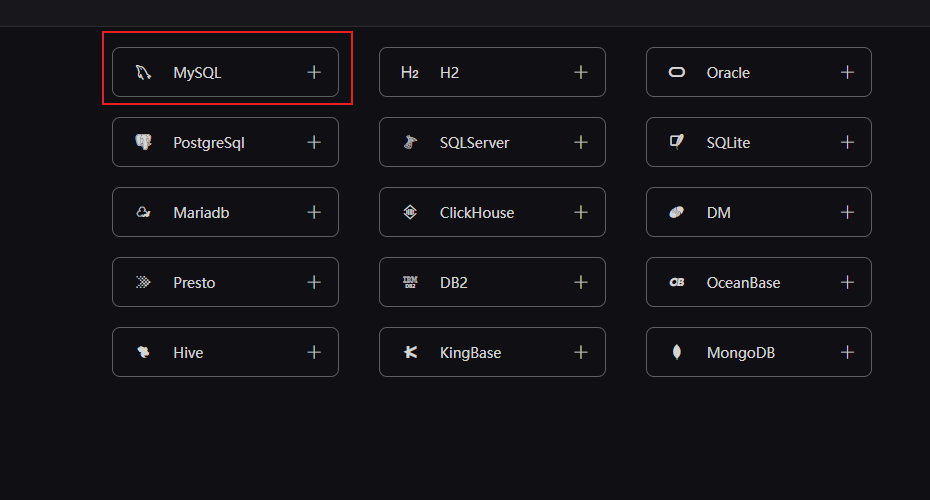 MySQL
H2 H2
Oracle
PostgreSql
SQLServer
SQLite
Mariadb
ClickHouse
DM
Presto
IBM DB2 DB2
OB OceanBase
Hive
KingBase
MongoDB